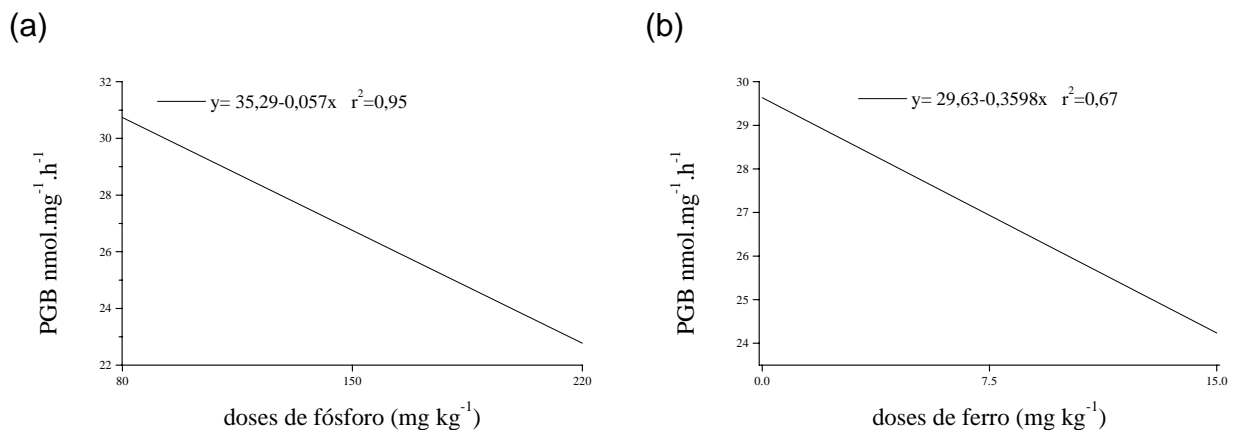 (a)
(b)
y= 35,29-0,057x r²=0,95
32
30
28
26
24
22
80
150
220
PGB nmol.mg⁻¹.h⁻¹
doses de fósforo (mg kg⁻¹)
y= 29,63-0,3598x r²=0,67
30
29
28
27
26
25
24
0.0
7.5
15.0
PGB nmol.mg⁻¹.h⁻¹
doses de ferro (mg kg⁻¹)